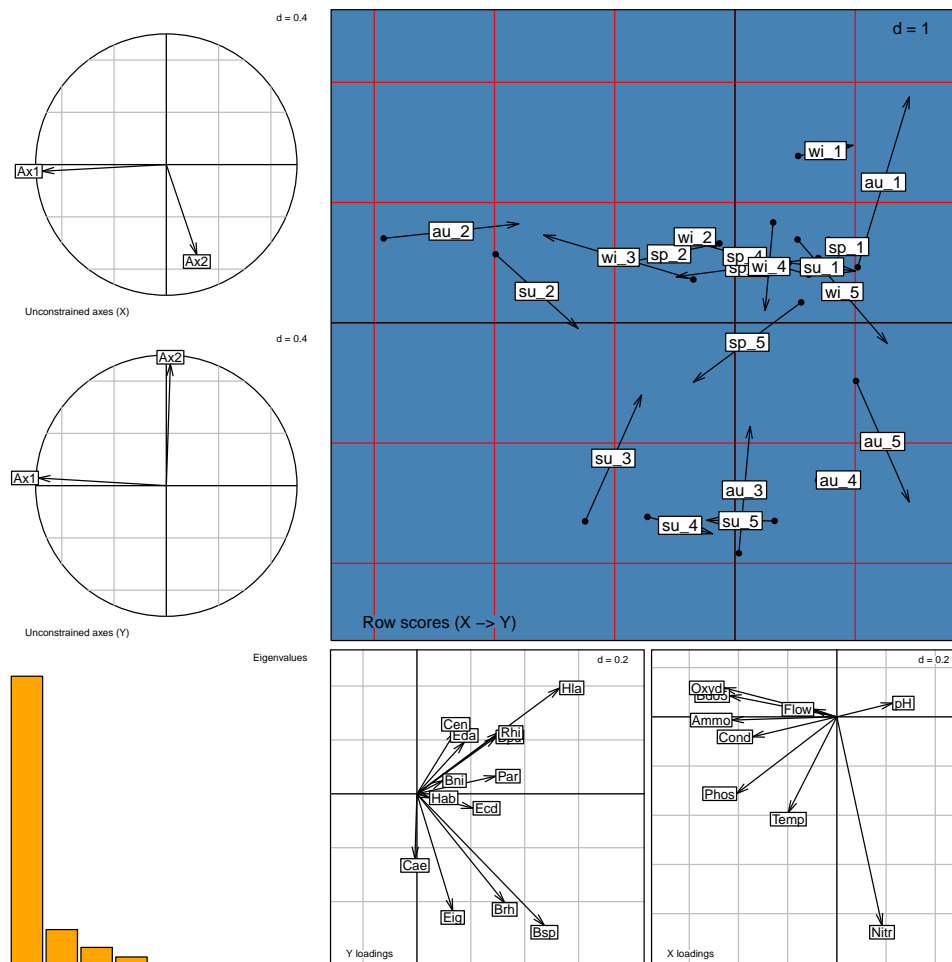 d = 0.4
Ax1
Ax2
Unconstrained axes (X)
d = 0.4
Ax2
Ax1
Unconstrained axes (Y)
Eigenvalues
d = 1
wi_1
au_1
au_2
wi_2
sp_1
wi_3
sp_2
sp_4
wi_4
su_1
su_2
wi_5
sp_5
su_3
au_5
au_4
au_3
su_4
su_5
Row scores (X −> Y)
d = 0.2
Hla
Cen
Eda
Rhi
Par
Bni
Hab
Ecd
Cae
Eig
Brh
Bsp
Y loadings
d = 0.2
Oxyd
Bdo5
pH
Flow
Ammo
Cond
Phos
Temp
Nitr
X loadings